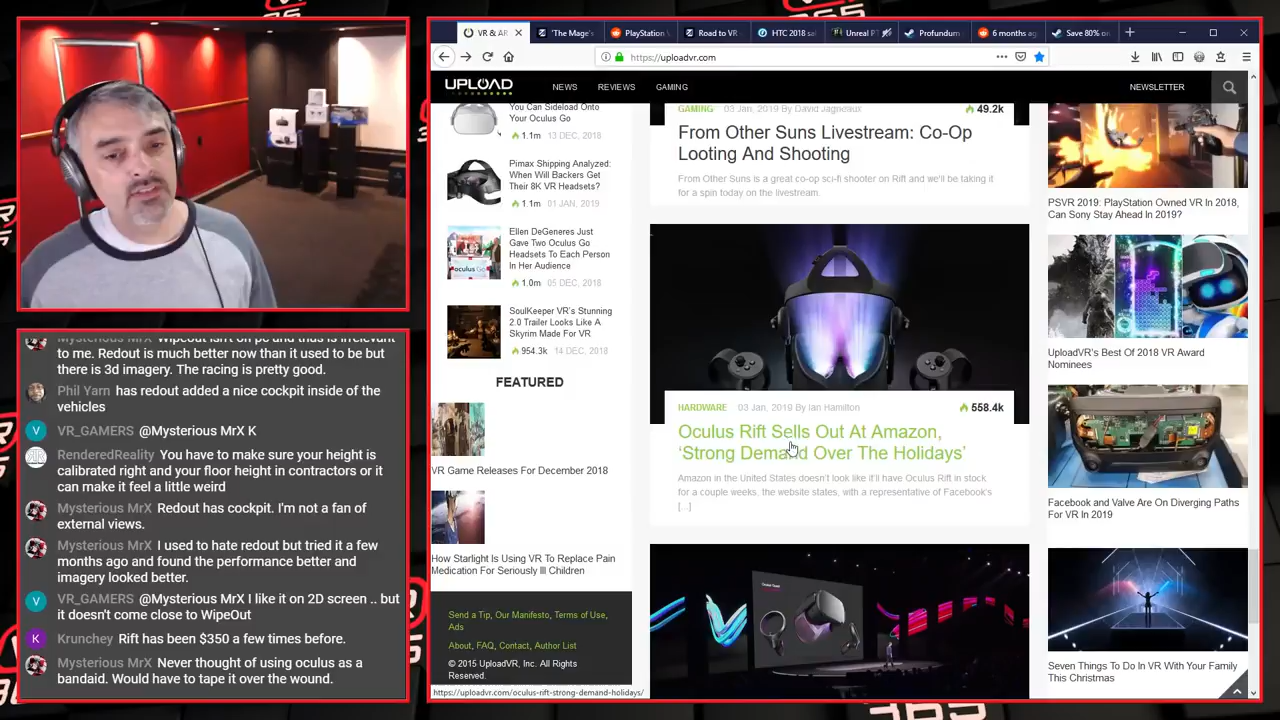 VR & AR
'The Mage's
PlayStation V
Road to VR
HTC 2018 sal
Unreal PT
Profundum
6 months ag
Save 80% on
https://uploadvr.com
UPLOAD
NEWS
REVIEWS
GAMING
NEWSLETTER
You Can Sideload Onto
Your Oculus Go
1.1m
13 DEC, 2018
Pimax Shipping Analyzed:
When Will Backers Get
Their 8K VR Headsets?
1.1m
01 JAN, 2019
Ellen DeGeneres Just
Gave Two Oculus Go
Headsets To Each Person
In Her Audience
1.0m
05 DEC, 2018
SoulKeeper VR's Stunning
2.0 Trailer Looks Like A
Skyrim Made For VR
954.3k
14 DEC, 2018
FEATURED
VR Game Releases For December 2018
How Starlight Is Using VR To Replace Pain
Medication For Seriously Ill Children
Send a Tip, Our Manifesto, Terms of Use,
Ads
About, FAQ, Contact, Author List
© 2015 UploadVR, Inc. All Rights
Reserved.
https://uploadvr.com/oculus-rift-strong-demand-holidays/
GAMING
03 Jan, 2019 By David Jagneaux
49.2k
From Other Suns Livestream: Co-Op
Looting And Shooting
From Other Suns is a great co-op sci-fi shooter on Rift and we'll be taking it
for a spin today on the livestream.
HARDWARE
03 Jan, 2019 By Ian Hamilton
558.4k
Oculus Rift Sells Out At Amazon,
‘Strong Demand Over The Holidays’
Amazon in the United States doesn't look like it'll have Oculus Rift in stock
for a couple weeks, the website states, with a representative of Facebook's
[...]
PSVR 2019: PlayStation Owned VR In 2018,
Can Sony Stay Ahead In 2019?
UploadVR's Best Of 2018 VR Award
Nominees
Facebook and Valve Are On Diverging Paths
For VR In 2019
Seven Things To Do In VR With Your Family
This Christmas
Mysterious MrX Wipeout isn't on pc and thus is irrelevant
to me. Redout is much better now than it used to be but
there is 3d imagery. The racing is pretty good.
Phil Yarn has redout added a nice cockpit inside of the
vehicles
VR_GAMERS @Mysterious MrX K
RenderedReality You have to make sure your height is
calibrated right and your floor height in contractors or it
can make it feel a little weird
Mysterious MrX Redout has cockpit. I'm not a fan of
external views.
Mysterious MrX I used to hate redout but tried it a few
months ago and found the performance better and
imagery looked better.
VR_GAMERS @Mysterious MrX I like it on 2D screen .. but
it doesn't come close to WipeOut
Krunchey Rift has been $350 a few times before.
Mysterious MrX Never thought of using oculus as a
bandaid. Would have to tape it over the wound.